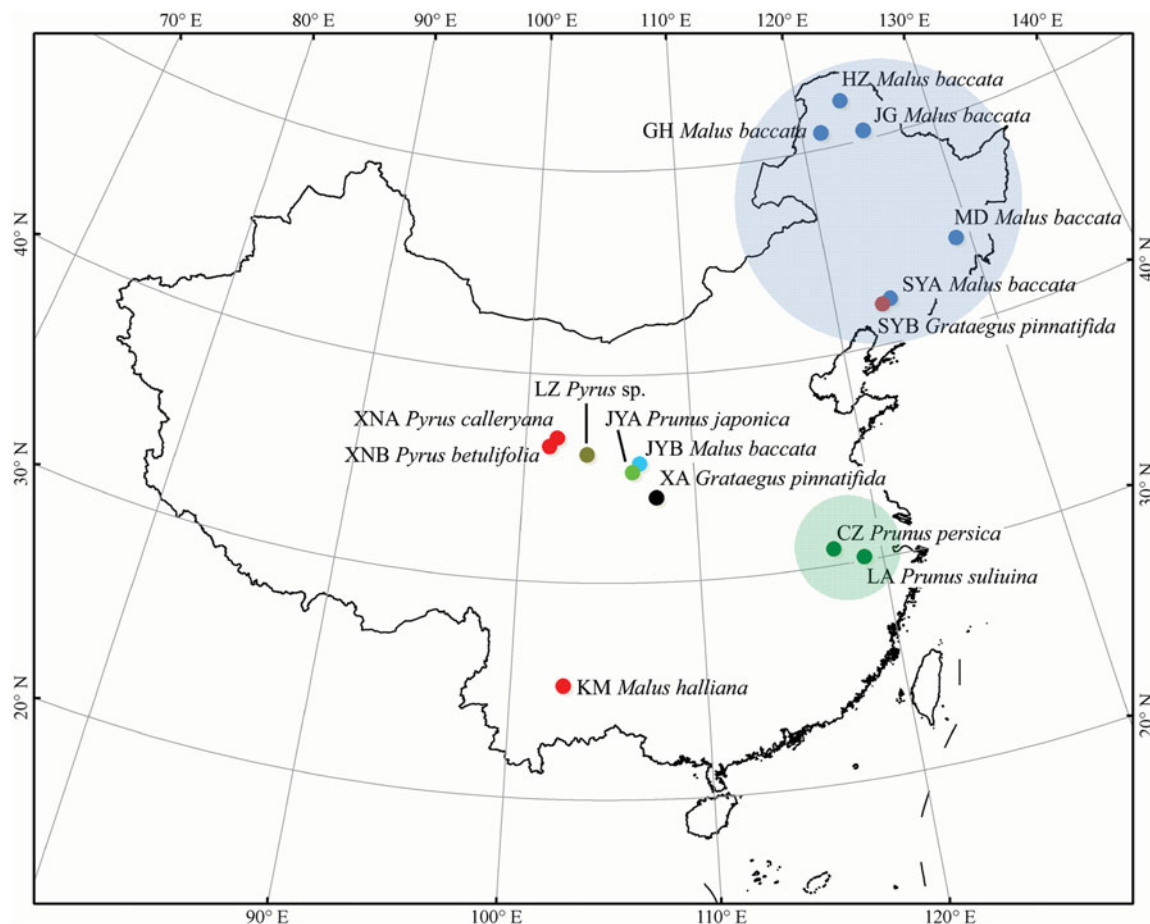 70° E 80° E 90° E 100° E 110° E 120° E 130° E 140° E
HZ Malus baccata
JG Malus baccata
GH Malus baccata
MD Malus baccata
40° N
40° N
SYA Malus baccata
SYB Grataegus pinnatifida
LZ Pyrus sp.
XNA Pyrus calleryana
JYA Prunus japonica
XNB Pyrus betulifolia
JYB Malus baccata
XA Grataegus pinnatifida
30° N
30° N
CZ Prunus persica
LA Prunus suliuina
KM Malus halliana
20° N
20° N
90° E 100° E 110° E 120° E